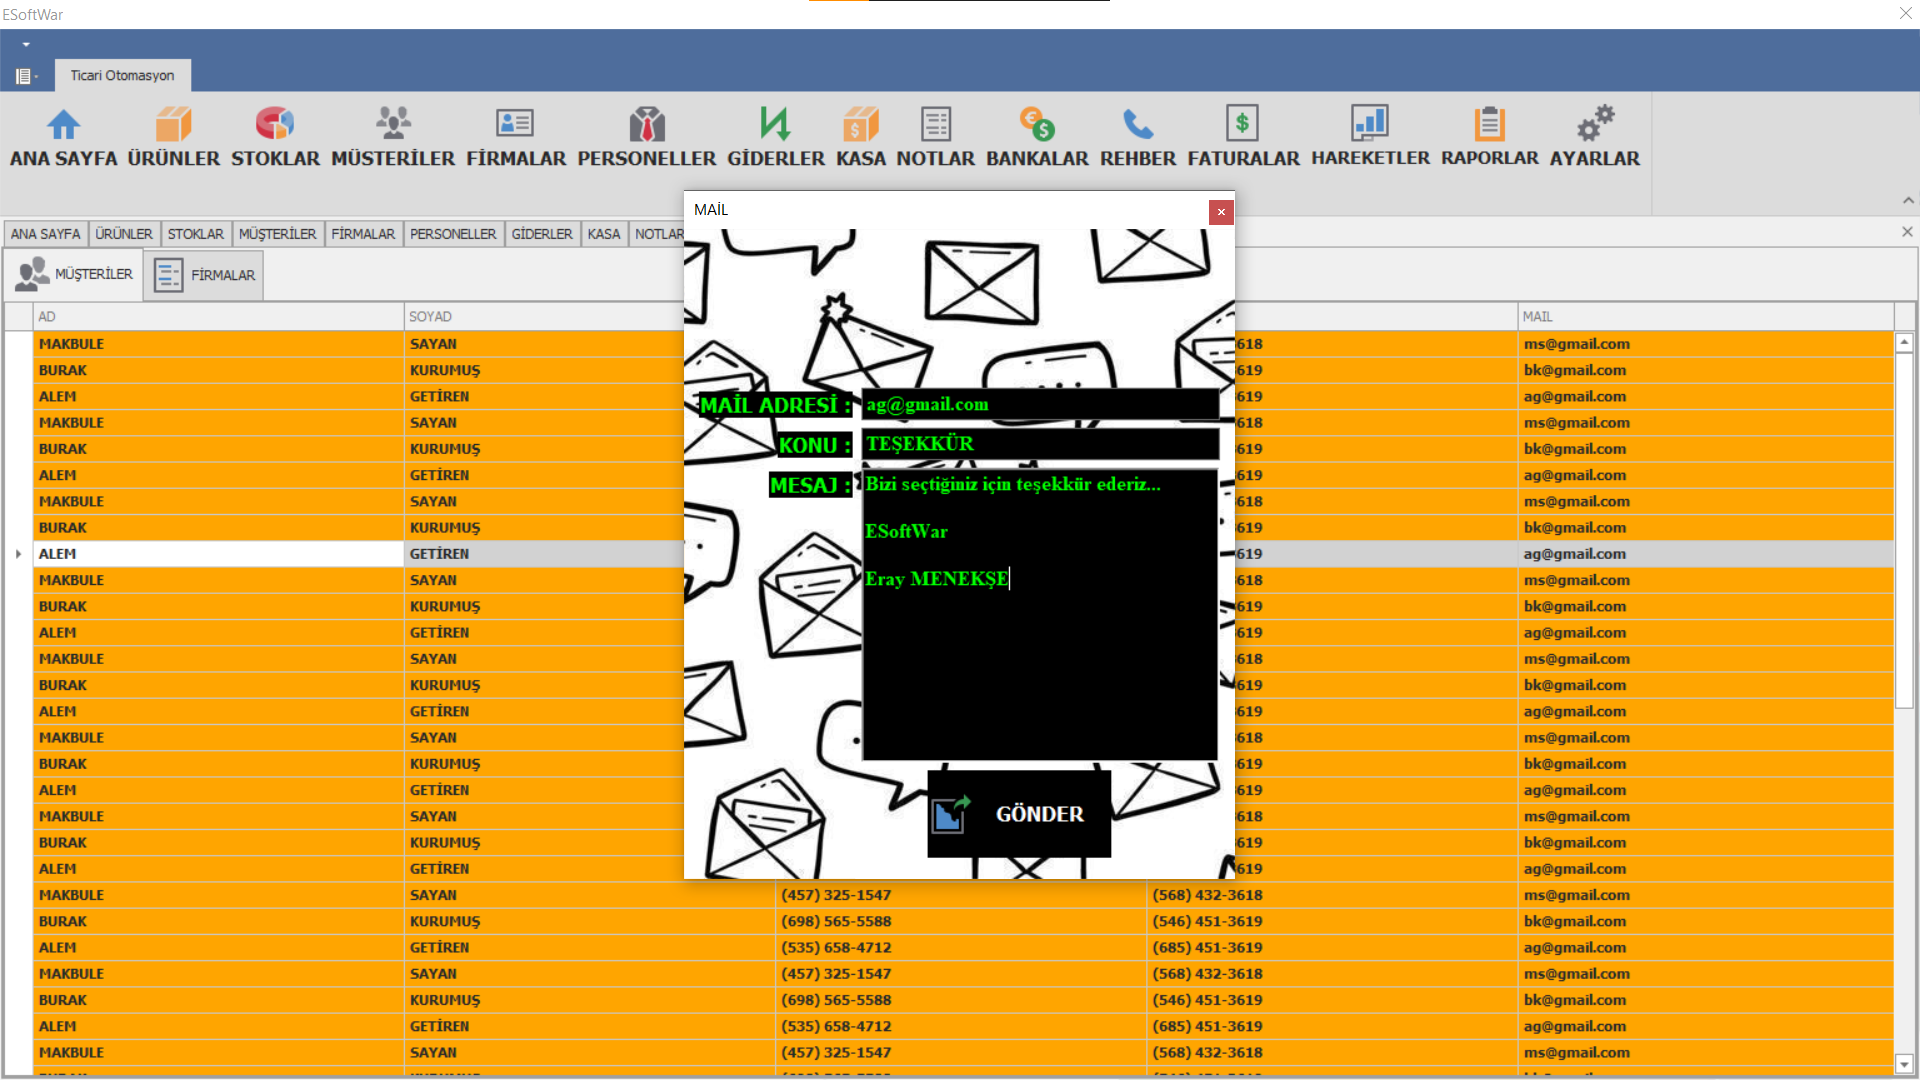 ESoftWar
Ticari Otomasyon
ANA SAYFA ÜRÜNLER STOKLAR MÜSTERİLER FİRMALAR PERSONELLER GİDERLER KASA NOTLAR BANKALAR REHBER FATURALAR HAREKETLER RAPORLAR AYARLAR
ANA SAYFA ÜRÜNLER STOKLAR MÜŞTERİLER FİRMALAR PERSONELLER GİDERLER KASA NOTLAR
MÜŞTERİLER FİRMALAR
AD SOYAD MAIL
MAKBULE SAYAN 618 ms@gmail.com
BURAK KURUMUŞ 619 bk@gmail.com
ALEM GETİREN 619 ag@gmail.com
MAKBULE SAYAN 618 ms@gmail.com
BURAK KURUMUŞ 619 bk@gmail.com
ALEM GETİREN 619 ag@gmail.com
MAKBULE SAYAN 618 ms@gmail.com
BURAK KURUMUŞ 619 bk@gmail.com
ALEM GETİREN 619 ag@gmail.com
MAKBULE SAYAN 618 ms@gmail.com
BURAK KURUMUŞ 619 bk@gmail.com
ALEM GETİREN 619 ag@gmail.com
MAKBULE SAYAN 618 ms@gmail.com
BURAK KURUMUŞ 619 bk@gmail.com
ALEM GETİREN 619 ag@gmail.com
MAKBULE SAYAN 618 ms@gmail.com
BURAK KURUMUŞ 619 bk@gmail.com
ALEM GETİREN 619 ag@gmail.com
MAKBULE SAYAN 618 ms@gmail.com
BURAK KURUMUŞ 619 bk@gmail.com
ALEM GETİREN 619 ag@gmail.com
MAKBULE SAYAN (457) 325-1547 (568) 432-3618 ms@gmail.com
BURAK KURUMUŞ (698) 565-5588 (546) 451-3619 bk@gmail.com
ALEM GETİREN (535) 658-4712 (685) 451-3619 ag@gmail.com
MAKBULE SAYAN (457) 325-1547 (568) 432-3618 ms@gmail.com
BURAK KURUMUŞ (698) 565-5588 (546) 451-3619 bk@gmail.com
ALEM GETİREN (535) 658-4712 (685) 451-3619 ag@gmail.com
MAKBULE SAYAN (457) 325-1547 (568) 432-3618 ms@gmail.com
MAİL
MAİL ADRESİ : ag@gmail.com
KONU : TEŞEKKÜR
MESAJ : Bizi seçtiğiniz için teşekkür ederiz...
ESoftWar
Eray MENEKŞE
GÖNDER